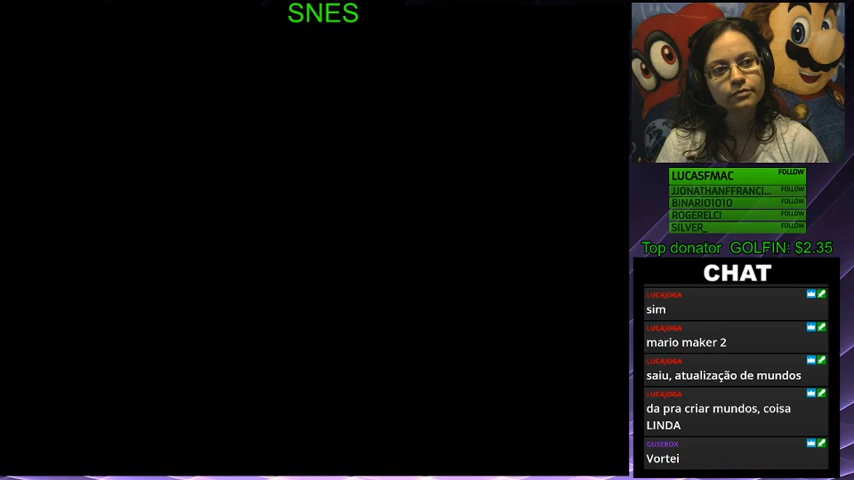 SNES
LUCASFMAC FOLLOW
JJONATHANFFRANCI... FOLLOW
BINARIO1010 FOLLOW
ROGERELCI FOLLOW
SILVER_ FOLLOW
Top donator GOLFIN: $2.35
CHAT
LUCAJOGA
sim
LUCAJOGA
mario maker 2
LUCAJOGA
saiu, atualização de mundos
LUCAJOGA
da pra criar mundos, coisa
LINDA
GUSEROX
Vortei